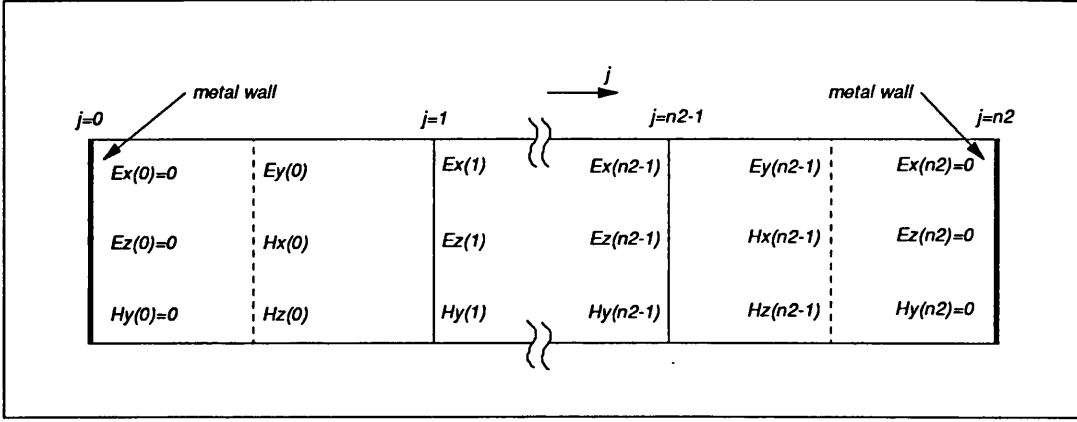 j
metal wall metal wall
j=0 j=1 j=n2-1 j=n2
Ex(0)=0 Ey(0) Ex(1) Ex(n2-1) Ey(n2-1) Ex(n2)=0
Ez(0)=0 Hx(0) Ez(1) Ez(n2-1) Hx(n2-1) Ez(n2)=0
Hy(0)=0 Hz(0) Hy(1) Hy(n2-1) Hz(n2-1) Hy(n2)=0